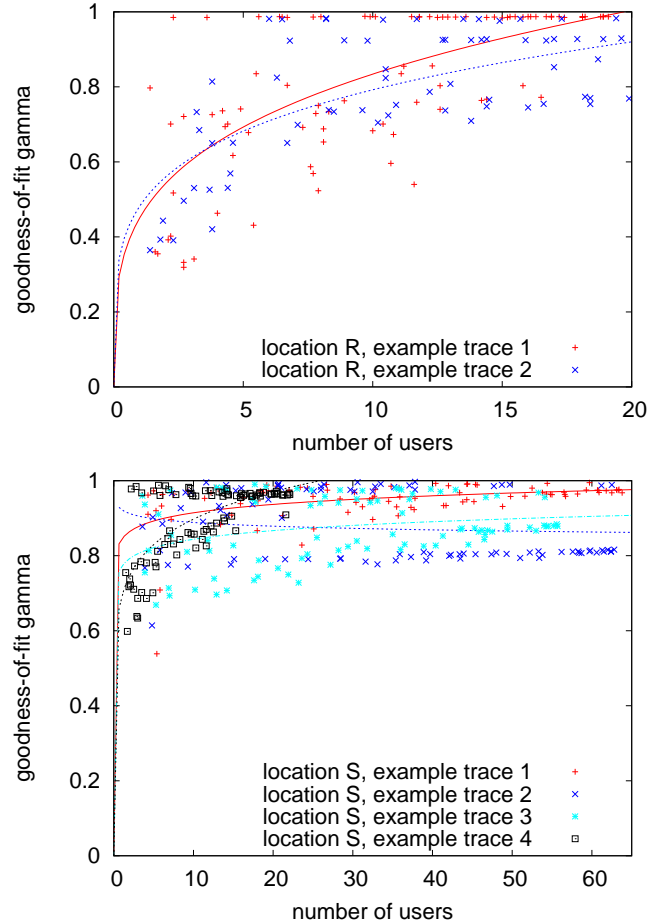 1
0.8
0.6
0.4
0.2
0
goodness-of-fit gamma
location R, example trace 1
location R, example trace 2
0 5 10 15 20
number of users
1
0.8
0.6
0.4
0.2
0
goodness-of-fit gamma
location S, example trace 1
location S, example trace 2
location S, example trace 3
location S, example trace 4
0 10 20 30 40 50 60
number of users